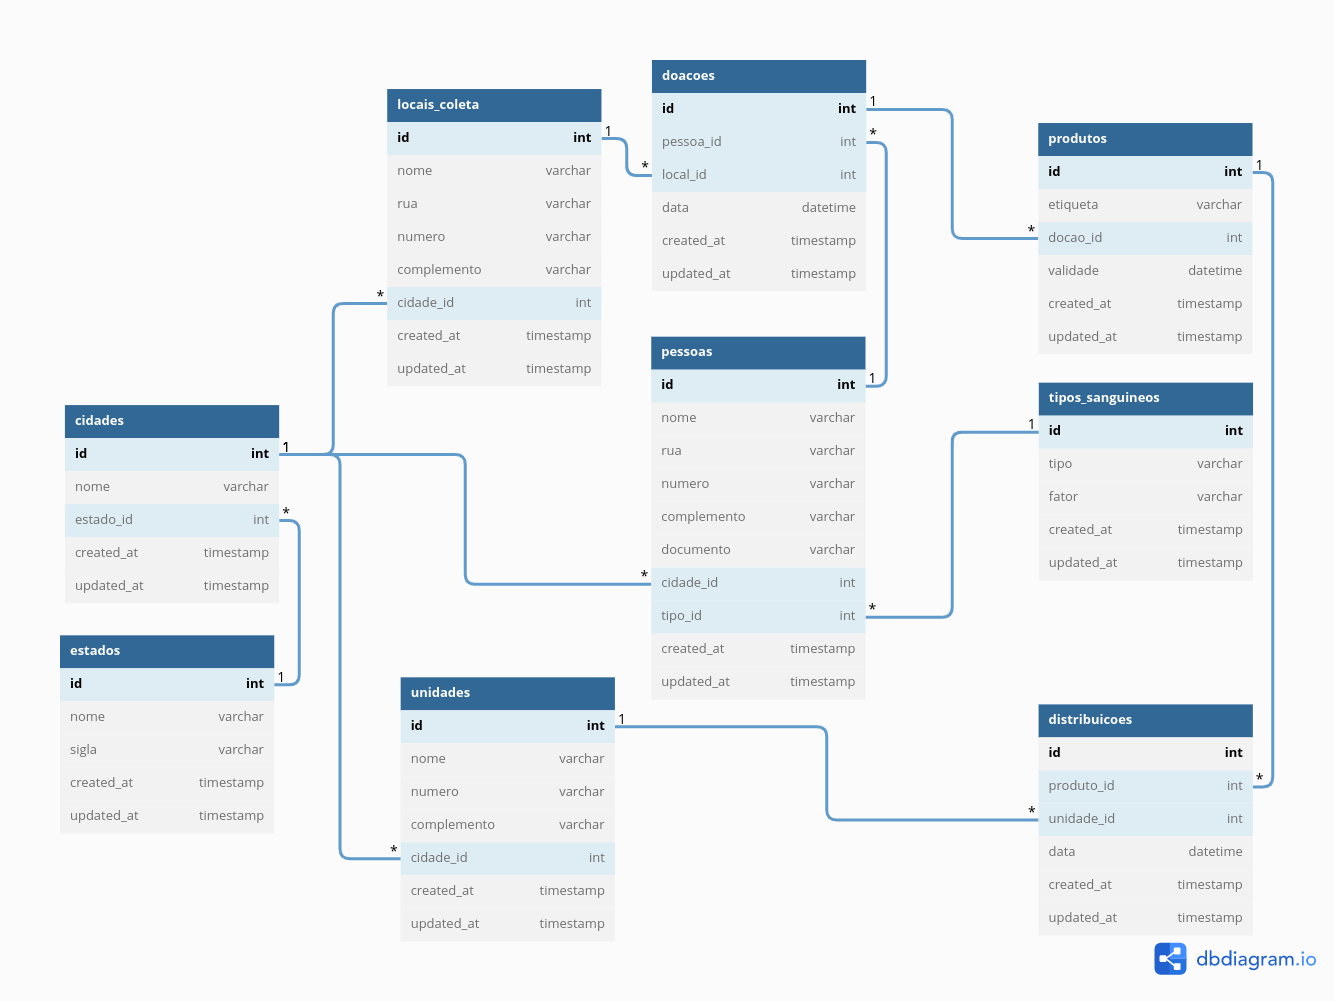 locais_coleta
id int
nome varchar
rua varchar
numero varchar
complemento varchar
cidade_id int
created_at timestamp
updated_at timestamp
1
*
doacoes
id int
pessoa_id int
local_id int
data datetime
created_at timestamp
updated_at timestamp
1
*
*
produtos
id int
etiqueta varchar
docao_id int
validade datetime
created_at timestamp
updated_at timestamp
1
*
pessoas
id int
nome varchar
rua varchar
numero varchar
complemento varchar
documento varchar
cidade_id int
tipo_id int
created_at timestamp
updated_at timestamp
1
*
*
tipos_sanguineos
id int
tipo varchar
fator varchar
created_at timestamp
updated_at timestamp
1
cidades
id int
nome varchar
estado_id int
created_at timestamp
updated_at timestamp
1
*
estados
id int
nome varchar
sigla varchar
created_at timestamp
updated_at timestamp
1
unidades
id int
nome varchar
numero varchar
complemento varchar
cidade_id int
created_at timestamp
updated_at timestamp
1
*
distribuicoes
id int
produto_id int
unidade_id int
data datetime
created_at timestamp
updated_at timestamp
*
*
dbdiagram.io